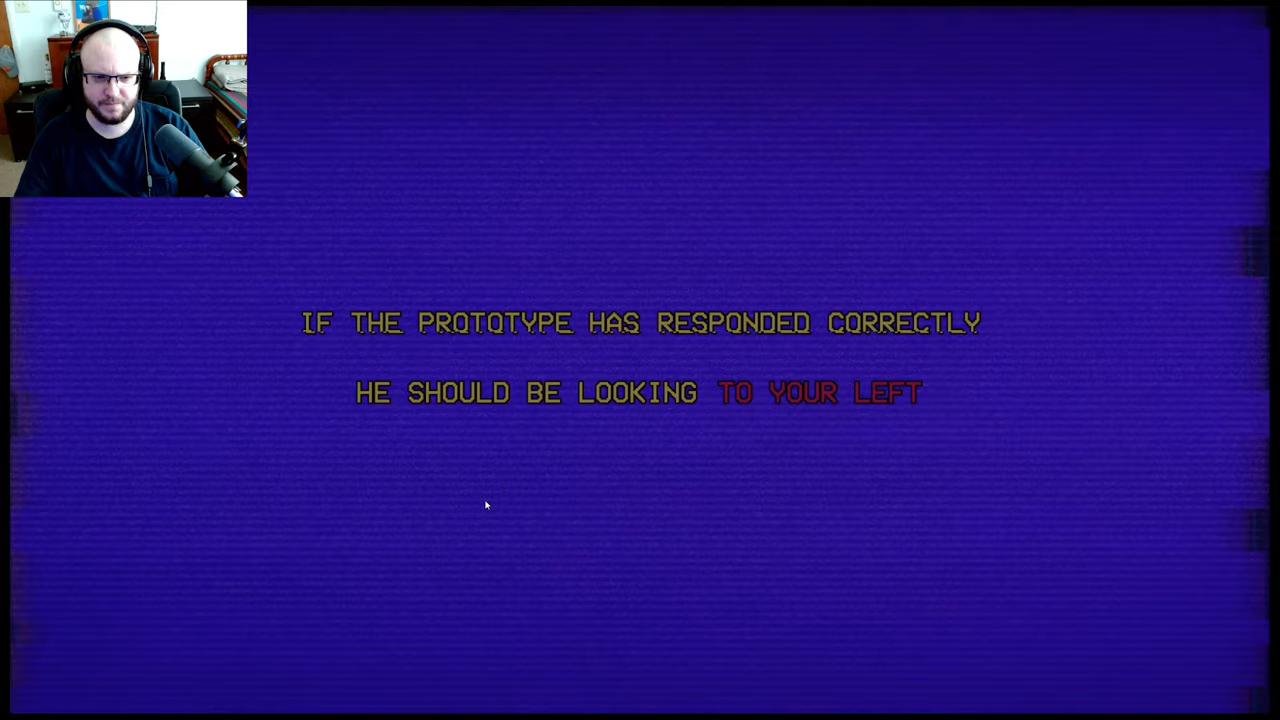 IF THE PROTOTYPE HAS RESPONDED CORRECTLY
HE SHOULD BE LOOKING TO YOUR LEFT